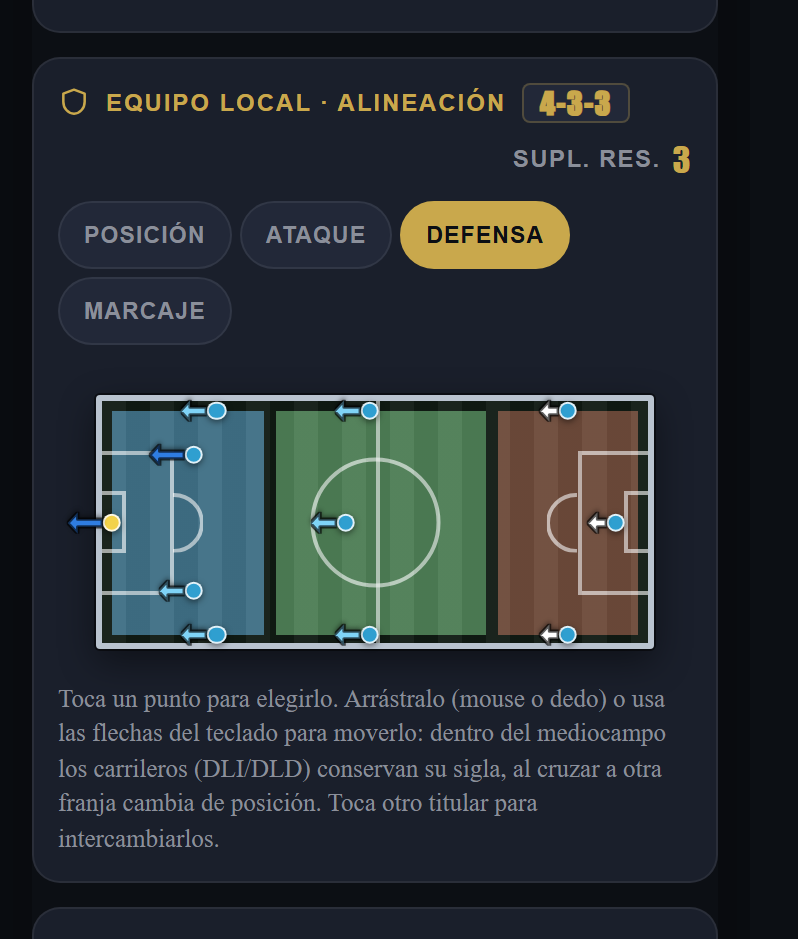 EQUIPO LOCAL · ALINEACIÓN 4-3-3
SUPL. RES. 3
POSICIÓN ATAQUE DEFENSA
MARCAJE
Toca un punto para elegirlo. Arrástralo (mouse o dedo) o usa
las flechas del teclado para moverlo: dentro del mediocampo
los carrileros (DLI/DLD) conservan su sigla, al cruzar a otra
franja cambia de posición. Toca otro titular para
intercambiarlos.